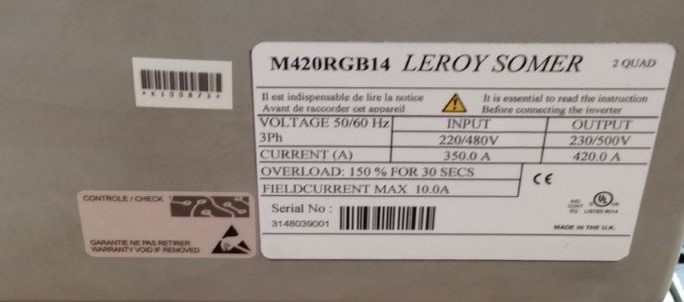 M420RGB14 LEROY SOMER 2 QUAD
Il est indispensable de lire la notice
Avant de raccorder cet appareil
It is essential to read the instruction
Before connecting the inverter
VOLTAGE 50/60 Hz INPUT OUTPUT
3Ph 220/480V 230/500V
CURRENT (A) 350.0 A 420.0 A
OVERLOAD: 150 % FOR 30 SECS
FIELDCURRENT MAX 10.0A
CE
Serial No :
3148039001
UL
LISTED
MADE IN THE U.K.
CONTROLE / CHECK
GARANTIE NE PAS RETIRER
WARRANTY VOID IF REMOVED